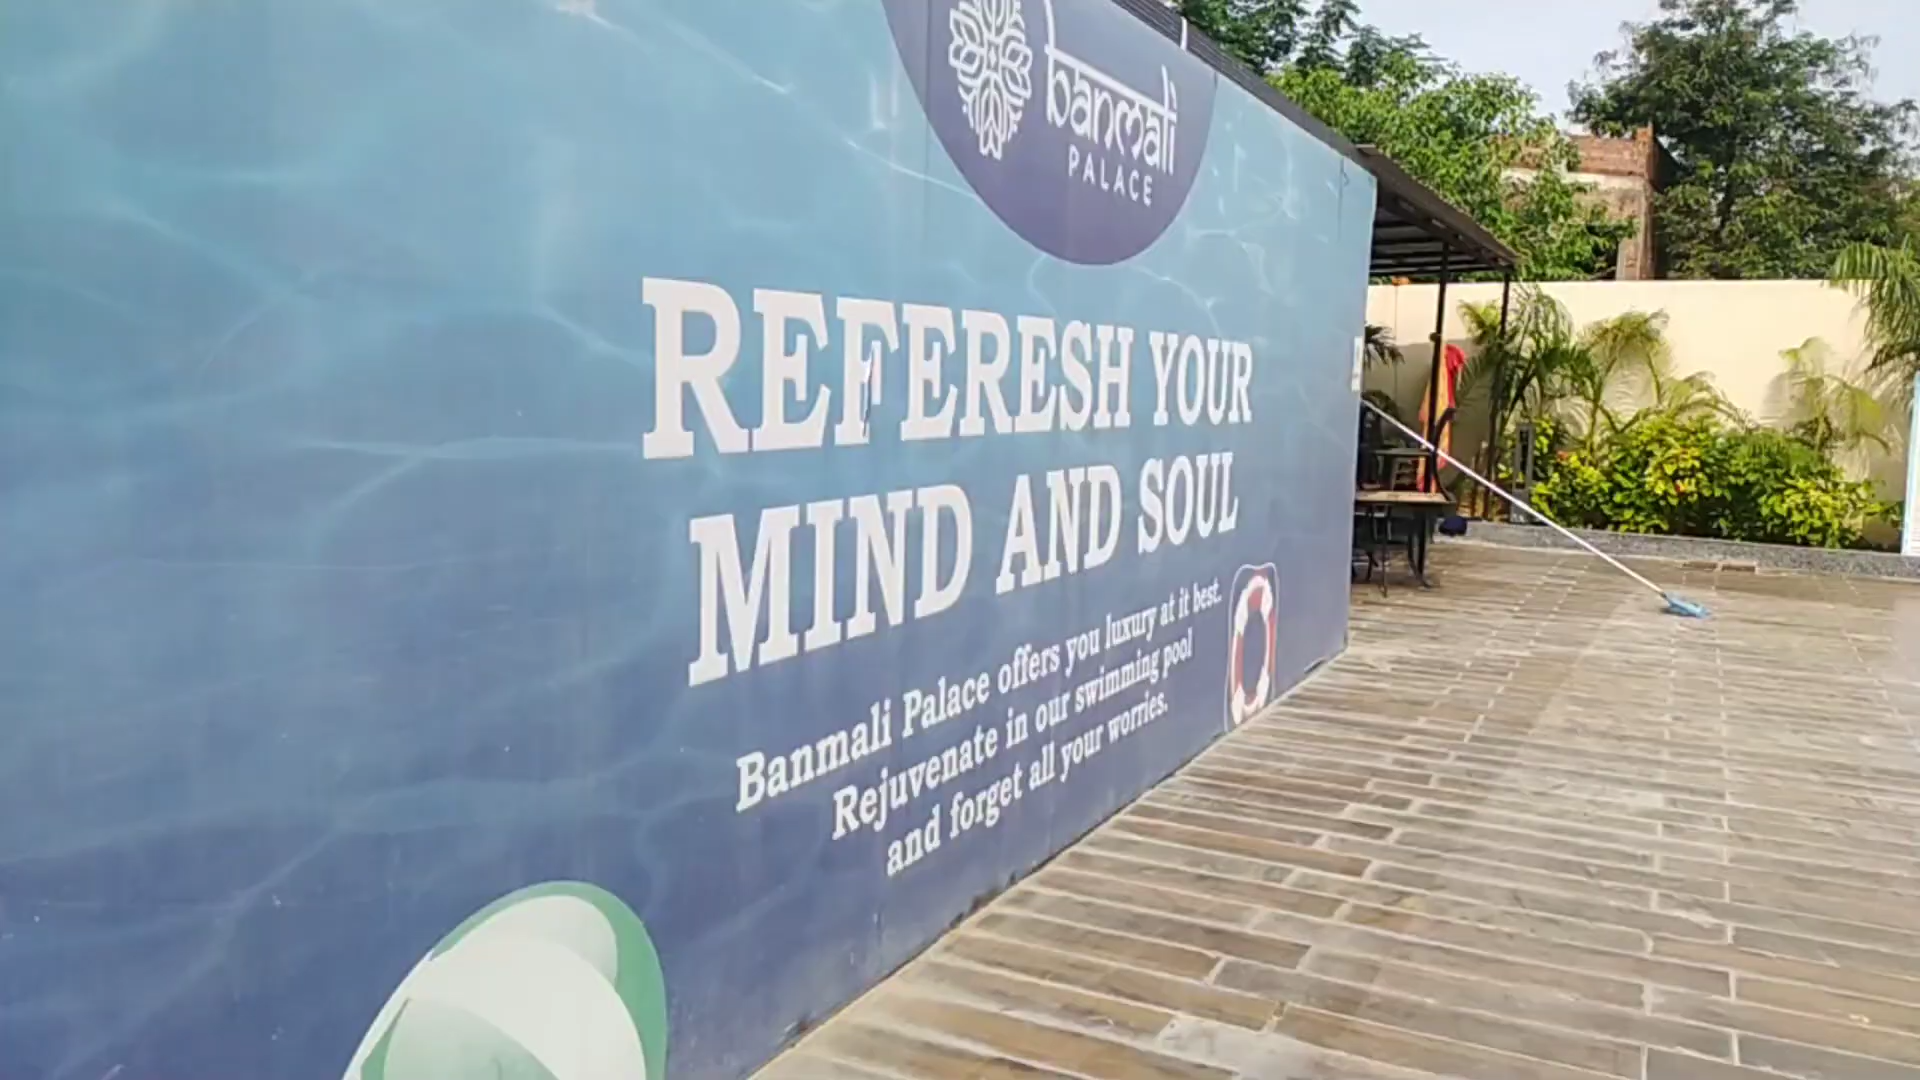 banmali
PALACE
REFERESH YOUR
MIND AND SOUL
Banmali Palace offers you luxury at it best.
Rejuvenate in our swimming pool
and forget all your worries.